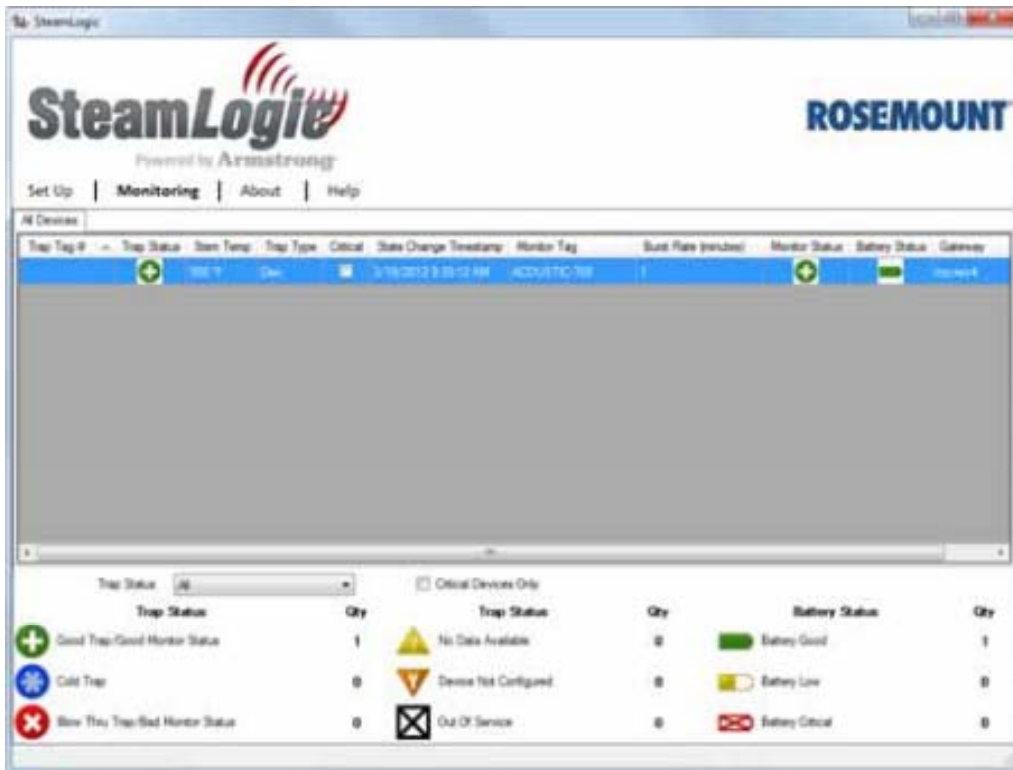 SteamLogic
SteamLogic
Powered by Armstrong
ROSEMOUNT
Set Up | Monitoring | About | Help
All Devices
Trap Tag # Trap Status Stem Temp Trap Type Critical State Change Timestamp Monitor Tag Burst Rate (minutes) Monitor Status Battery Status Gateway
Disc ACOUSTIC-708 1
Trap Status All Critical Devices Only
Trap Status Qty Trap Status Qty Battery Status Qty
Good Trap/Good Monitor Status 1 No Data Available 0 Battery Good 1
Cold Trap 0 Device Not Configured 0 Battery Low 0
Blow Thru Trap/Bad Monitor Status 0 Out Of Service 0 Battery Critical 0